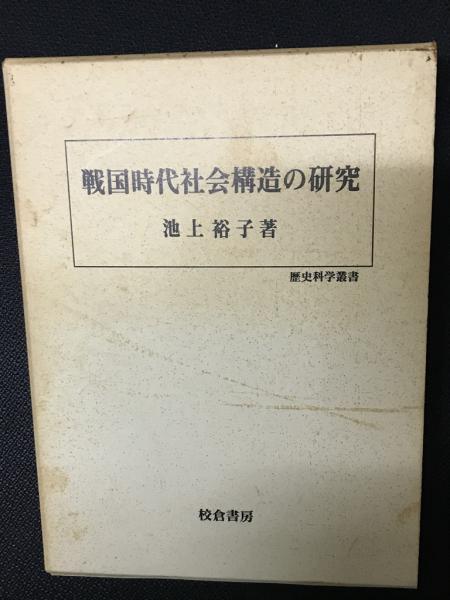 戦国時代社会構造の研究
池上裕子著
歴史科学叢書
校倉書房